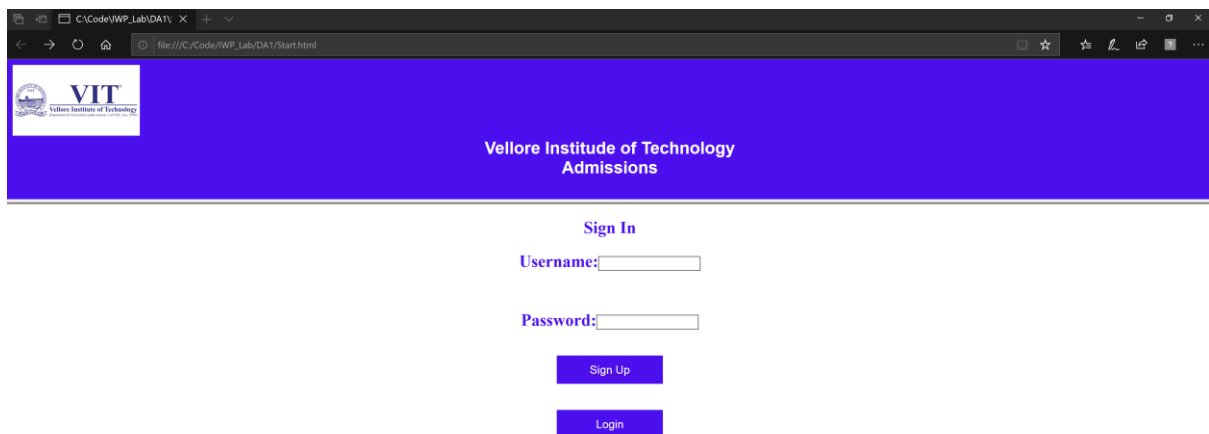 C:\Code\IWP_Lab\DA1\
file:///C:/Code/IWP_Lab/DA1/Start.html
VIT
Vellore Institute of Technology
Vellore Institude of Technology
Admissions
Sign In
Username:
Password:
Sign Up
Login